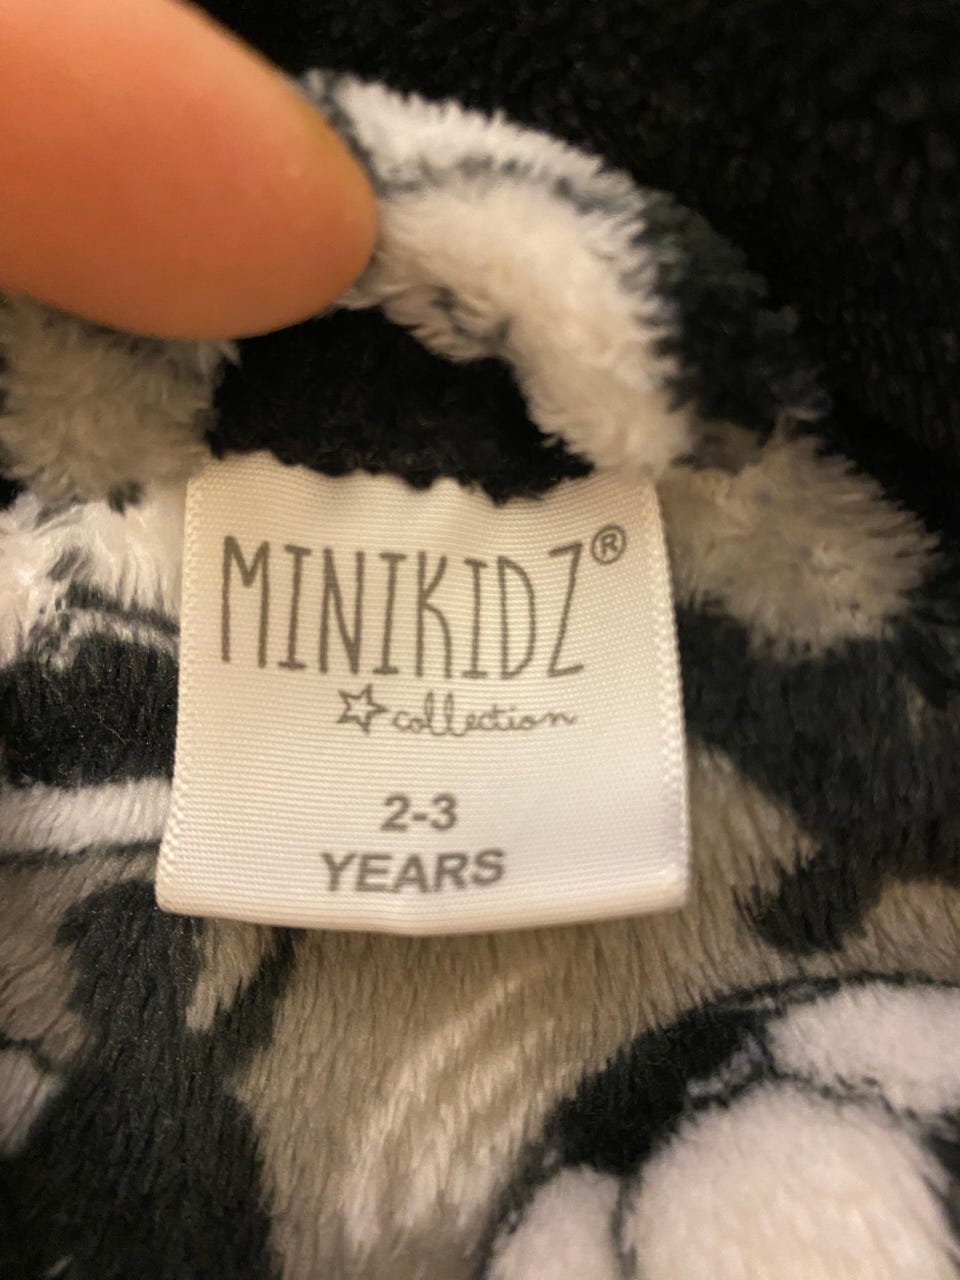 MINIKIDZ®
collection
2-3
YEARS